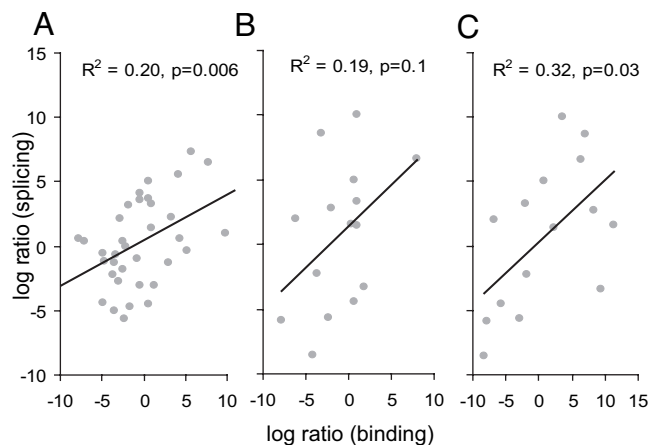 A
B
C
R² = 0.20, p=0.006
R² = 0.19, p=0.1
R² = 0.32, p=0.03
15
10
5
0
-5
-10
log ratio (splicing)
-10 -5 0 5 10
-10 -5 0 5 10
-10 -5 0 5 10 15
log ratio (binding)